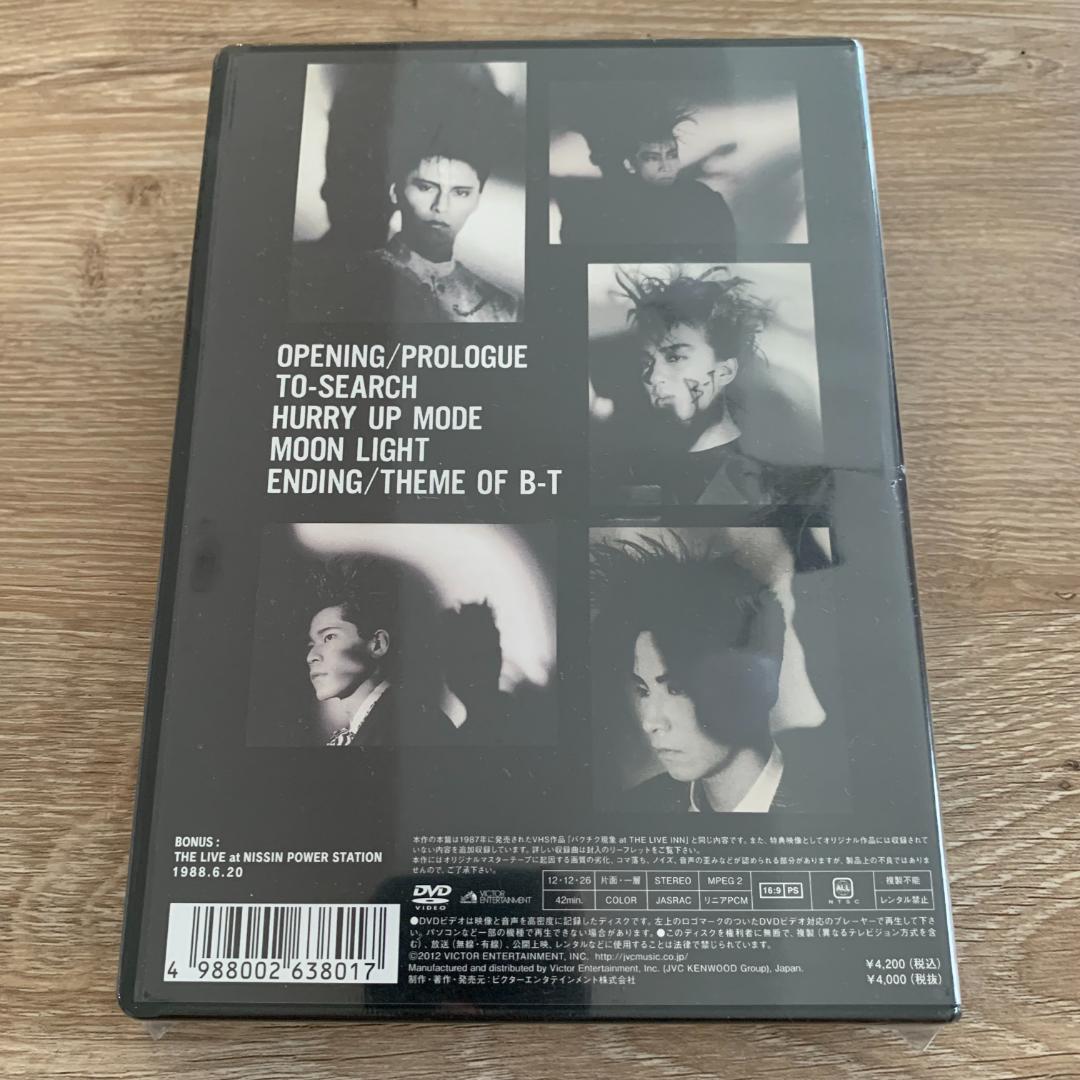 OPENING/PROLOGUE
TO-SEARCH
HURRY UP MODE
MOON LIGHT
ENDING/THEME OF B-T
B-T
BONUS :
THE LIVE at NISSIN POWER STATION
1988.6.20
本作の本篇は1987年に発売されたVHS作品「バクチク現象 at THE LIVE INN」と同じ内容です。また、特典映像としてオリジナル作品には収録されて
いない内容を追加収録しています。詳しい収録曲は封入のリーフレットをご覧下さい。
本作にはオリジナルマスターテープに起因する画質の劣化、コマ落ち、ノイズ、音声の歪みなどが認められる部分がありますが、製品上の不良ではありま
せんので、ご了承下さい。
DVD VIDEO
VICTOR ENTERTAINMENT
12・12・26 片面・一層 STEREO MPEG 2
42min. COLOR JASRAC リニアPCM
16:9 PS
ALL
NTSC
複製不能
レンタル禁止
●DVDビデオは映像と音声を高密度に記録したディスクです。左上のロゴマークのついたDVDビデオ対応のプレーヤーで再生して下さ
い。パソコンなど一部の機種で再生できない場合があります。●このディスクを権利者に無断で、複製(異なるテレビジョン方式を含
む)、放送(無線・有線)、公開上映、レンタルなどに使用することは法律で禁じられています。
©2012 VICTOR ENTERTAINMENT, INC. http://jvcmusic.co.jp/
Manufactured and distributed by Victor Entertainment, Inc. (JVC KENWOOD Group), Japan.
制作・著作・発売元:ビクターエンタテインメント株式会社
¥4,200(税込)
¥4,000(税抜)
4 988002 638017